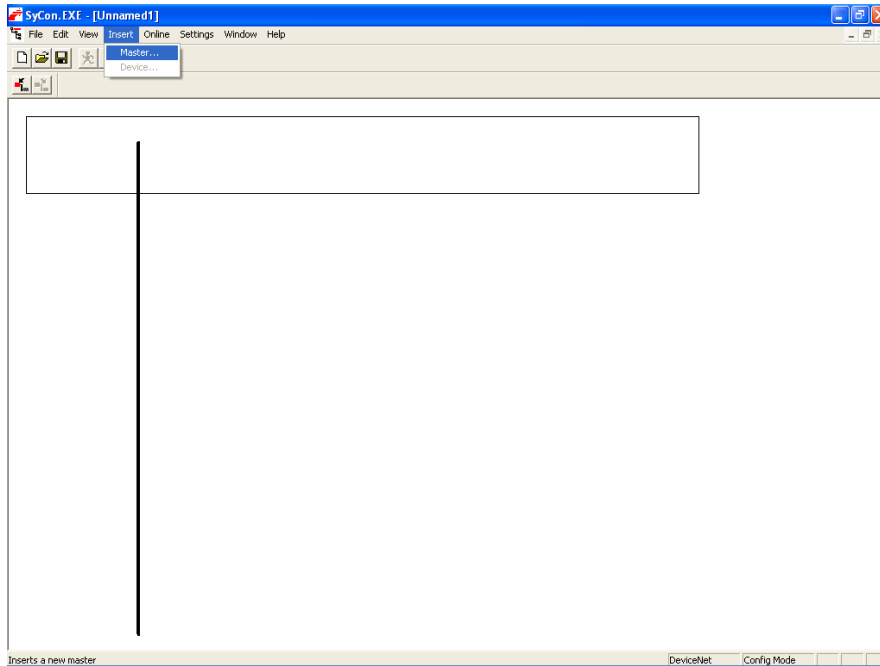 SyCon.EXE - [Unnamed1]
File Edit View Insert Online Settings Window Help
Master...
Device...
Inserts a new master DeviceNet Config Mode